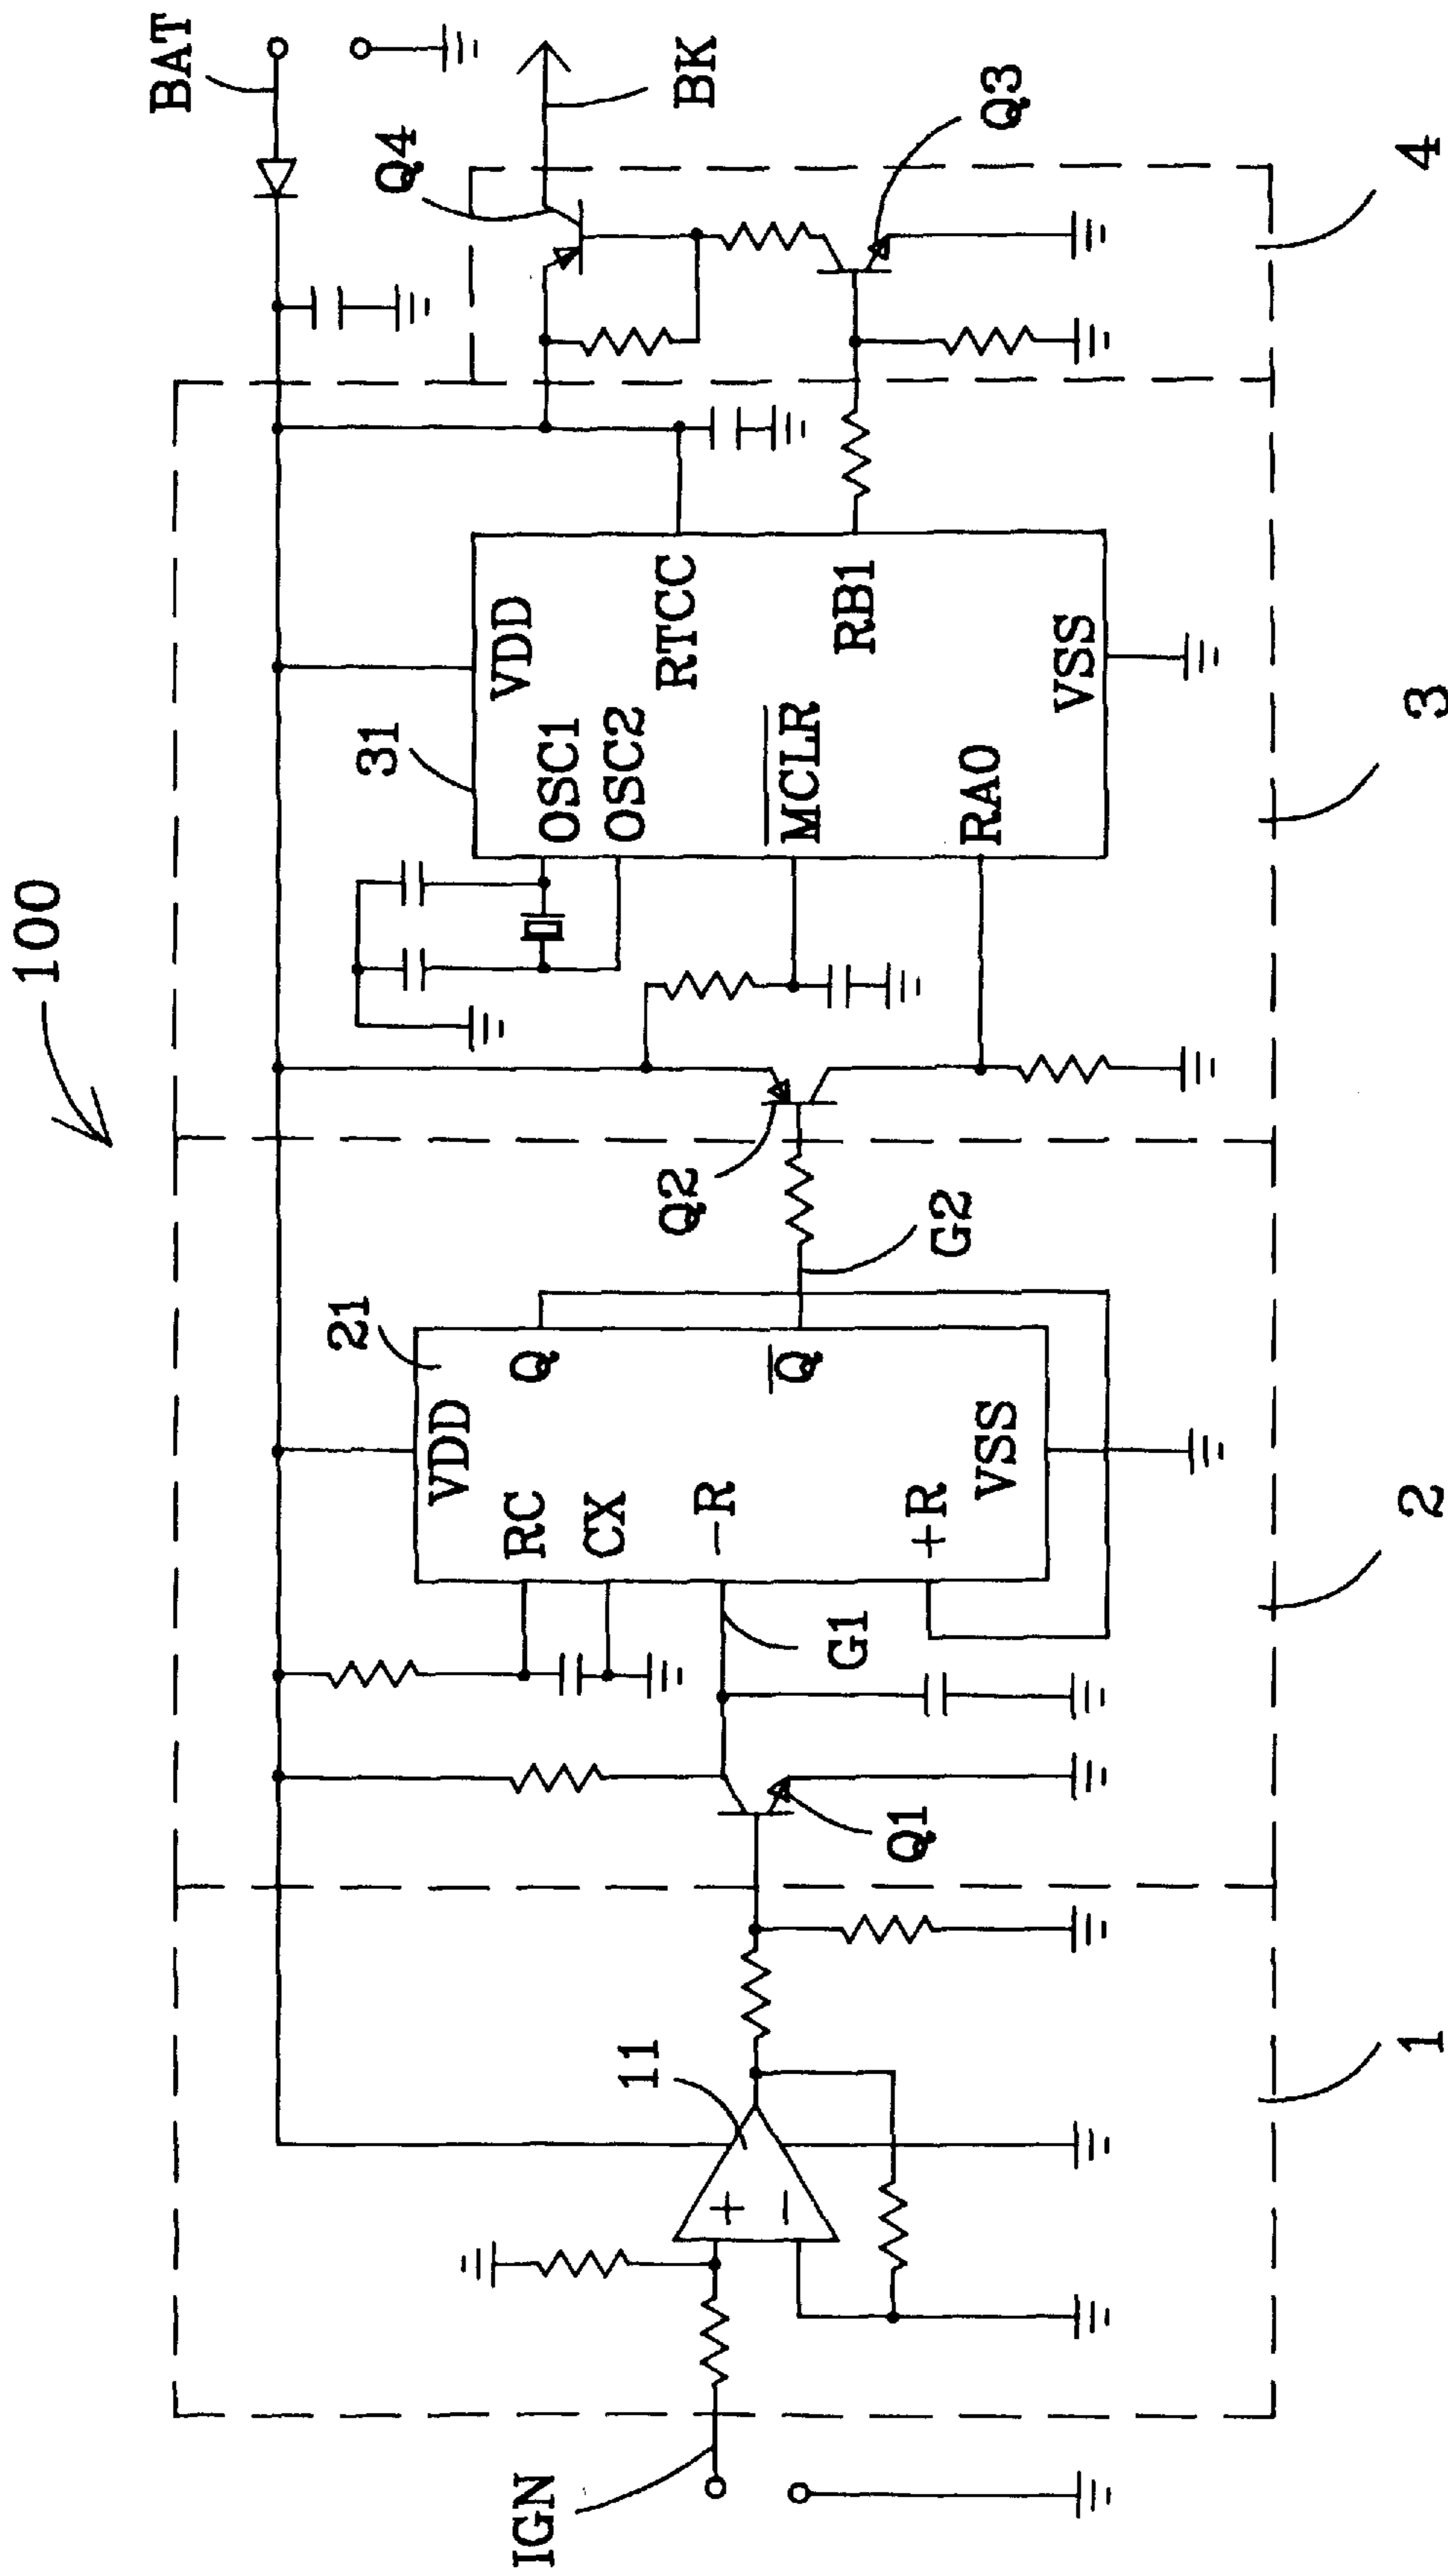 100
BAT
BK
Q4
Q3
31
VDD
OSC1
OSC2
RTCC
MCLR
RB1
RA0
VSS
Q2
G2
21
VDD
RC
Q
CX
-R
Q
+R
VSS
G1
Q1
11
+
-
IGN
1
2
3
4